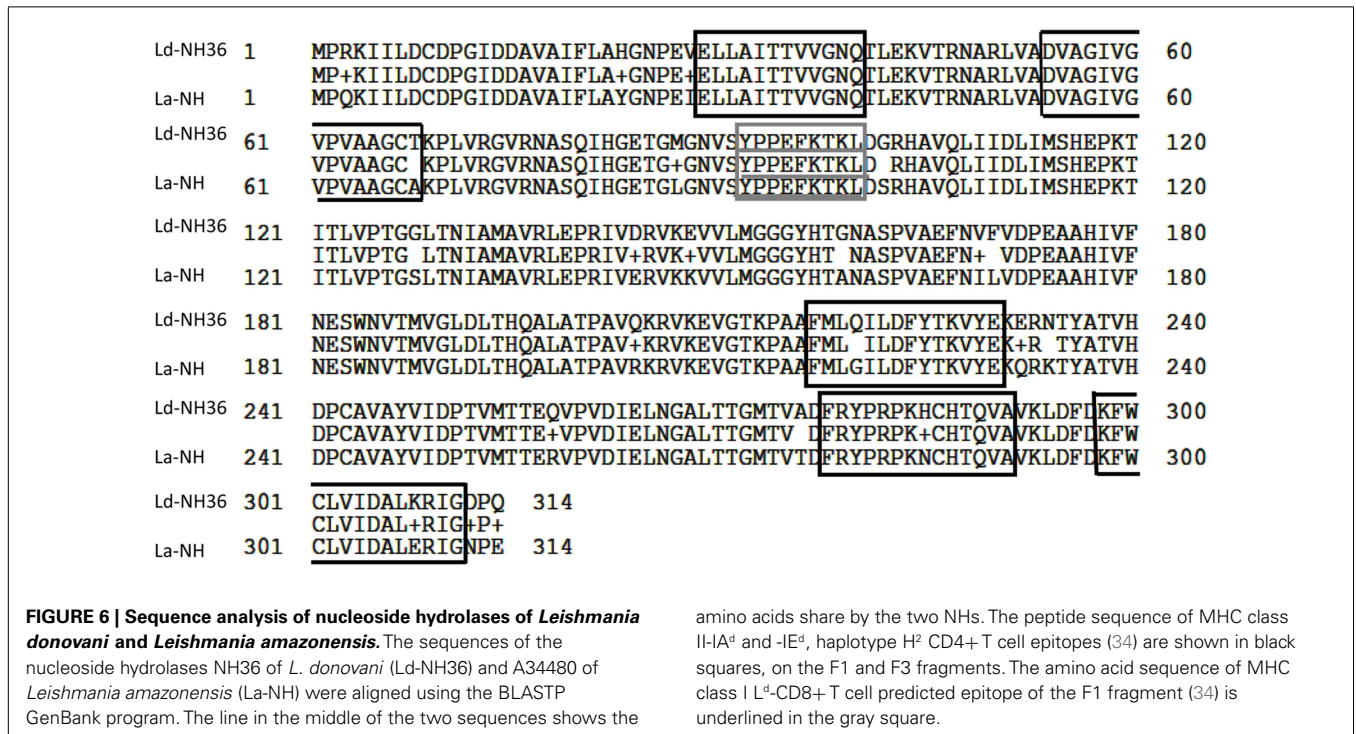 Ld-NH36 1 MPRKIILDCDPGIDDAVAIFLAHGNPEVELLAITTVVGNQTLEKVTRNARLVADVAGIVG 60
MP+KIILDCDPGIDDAVAIFLA+GNPE+ELLAITTVVGNQTLEKVTRNARLVADVAGIVG
La-NH 1 MPQKIILDCDPGIDDAVAIFLAYGNPEIELLAITTVVGNQTLEKVTRNARLVADVAGIVG 60
Ld-NH36 61 VPVAAGCTKPLVRGVRNASQIHGETGMGNVSYPPEFKTKLDGRHAVQLIIDLIMSHEPKT 120
VPVAAGC KPLVRGVRNASQIHGETG+GNVSYPPEFKTKLD RHAVQLIIDLIMSHEPKT
La-NH 61 VPVAAGCAKPLVRGVRNASQIHGETGLGNVSYPPEFKTKLDSRHAVQLIIDLIMSHEPKT 120
Ld-NH36 121 ITLVPTGGLTNIAMAVRLEPRIVDRVKEVVLMGGGYHTGNASPVAEFNVFVDPEAAHIVF 180
ITLVPTG LTNIAMAVRLEPRIV+RVK+VVLMGGGYHT NASPVAEFN+ VDPEAAHIVF
La-NH 121 ITLVPTGSLTNIAMAVRLEPRIVERVKKVVLMGGGYHTANASPVAEFNILVDPEAAHIVF 180
Ld-NH36 181 NESWNVTMVGLDLTHQALATPAVQKRVKEVGTKPAAFMLQILDFYTKVYEKERNTYATVH 240
NESWNVTMVGLDLTHQALATPAV+KRVKEVGTKPAAFML ILDFYTKVYEK+R TYATVH
La-NH 181 NESWNVTMVGLDLTHQALATPAVRKRVKEVGTKPAAFMLGILDFYTKVYEKQRKTYATVH 240
Ld-NH36 241 DPCAVAYVIDPTVMTTEQVPVDIELNGALTTGMTVADFRYPRPKHCHTQVAVKLDFDKFW 300
DPCAVAYVIDPTVMTTE+VPVDIELNGALTTGMTV DFRYPRPK+CHTQVAVKLDFDKFW
La-NH 241 DPCAVAYVIDPTVMTTERVPVDIELNGALTTGMTVTDFRYPRPKNCHTQVAVKLDFDKFW 300
Ld-NH36 301 CLVIDALKRIGDPQ 314
CLVIDAL+RIG+P+
La-NH 301 CLVIDALERIGNPE 314
FIGURE 6 | Sequence analysis of nucleoside hydrolases of Leishmania
donovani and Leishmania amazonensis. The sequences of the
nucleoside hydrolases NH36 of L. donovani (Ld-NH36) and A34480 of
Leishmania amazonensis (La-NH) were aligned using the BLASTP
GenBank program. The line in the middle of the two sequences shows the
amino acids share by the two NHs. The peptide sequence of MHC class
II-IAᵈ and -IEᵈ, haplotype H² CD4+ T cell epitopes (34) are shown in black
squares, on the F1 and F3 fragments. The amino acid sequence of MHC
class I Lᵈ-CD8+ T cell predicted epitope of the F1 fragment (34) is
underlined in the gray square.